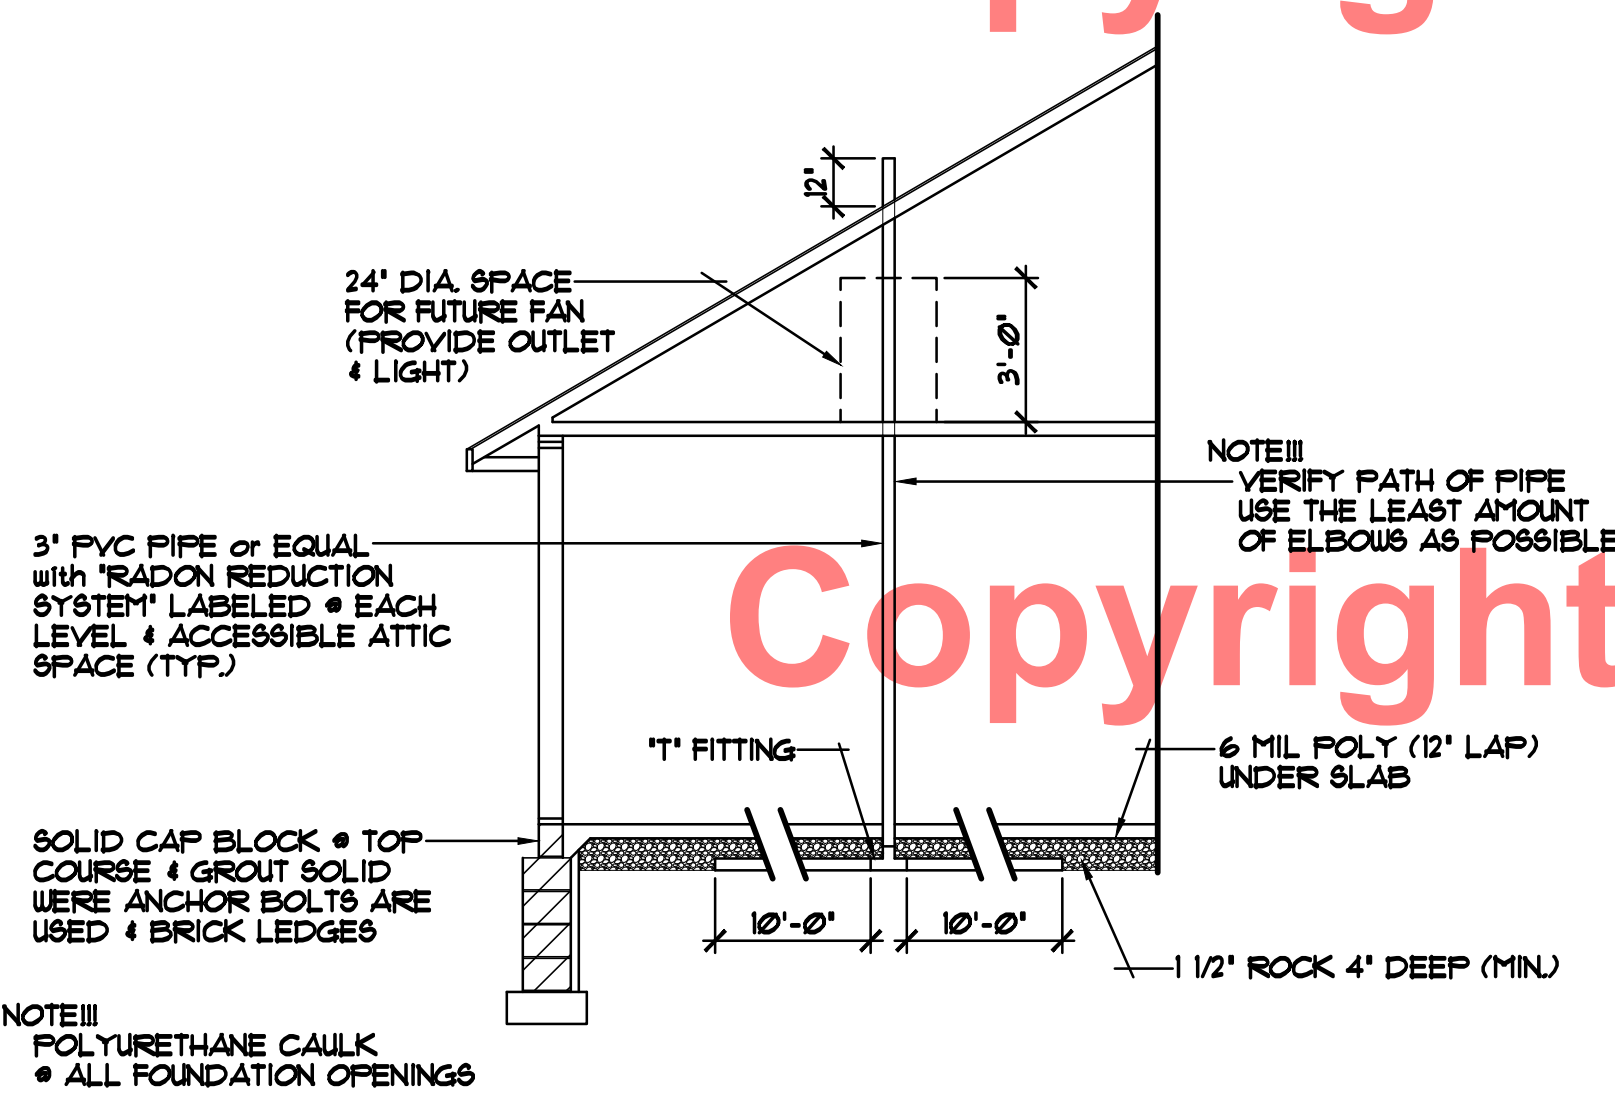 pyrig
12"
24" DIA. SPACE
FOR FUTURE FAN
(PROVIDE OUTLET
& LIGHT)
3'-0"
NOTE!!!
VERIFY PATH OF PIPE
USE THE LEAST AMOUNT
OF ELBOWS AS POSSIBLE
3" PVC PIPE or EQUAL
with "RADON REDUCTION
SYSTEM" LABELED @ EACH
LEVEL & ACCESSIBLE ATTIC
SPACE (TYP.)
Copyright
"T" FITTING
6 MIL POLY (12" LAP)
UNDER SLAB
SOLID CAP BLOCK @ TOP
COURSE & GROUT SOLID
WERE ANCHOR BOLTS ARE
USED & BRICK LEDGES
10'-0"
10'-0"
1 1/2" ROCK 4" DEEP (MIN.)
NOTE!!!
POLYURETHANE CAULK
@ ALL FOUNDATION OPENINGS